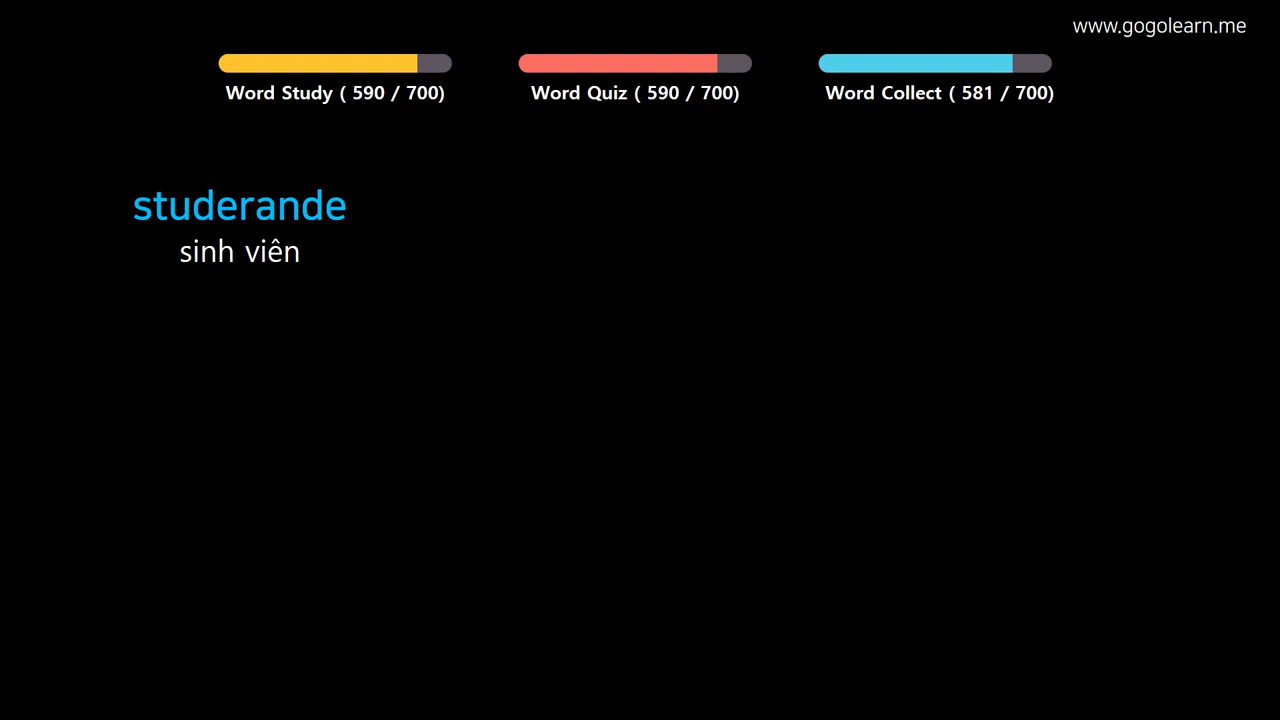 www.gogolearn.me
Word Study ( 590 / 700)
Word Quiz ( 590 / 700)
Word Collect ( 581 / 700)
studerande
sinh viên